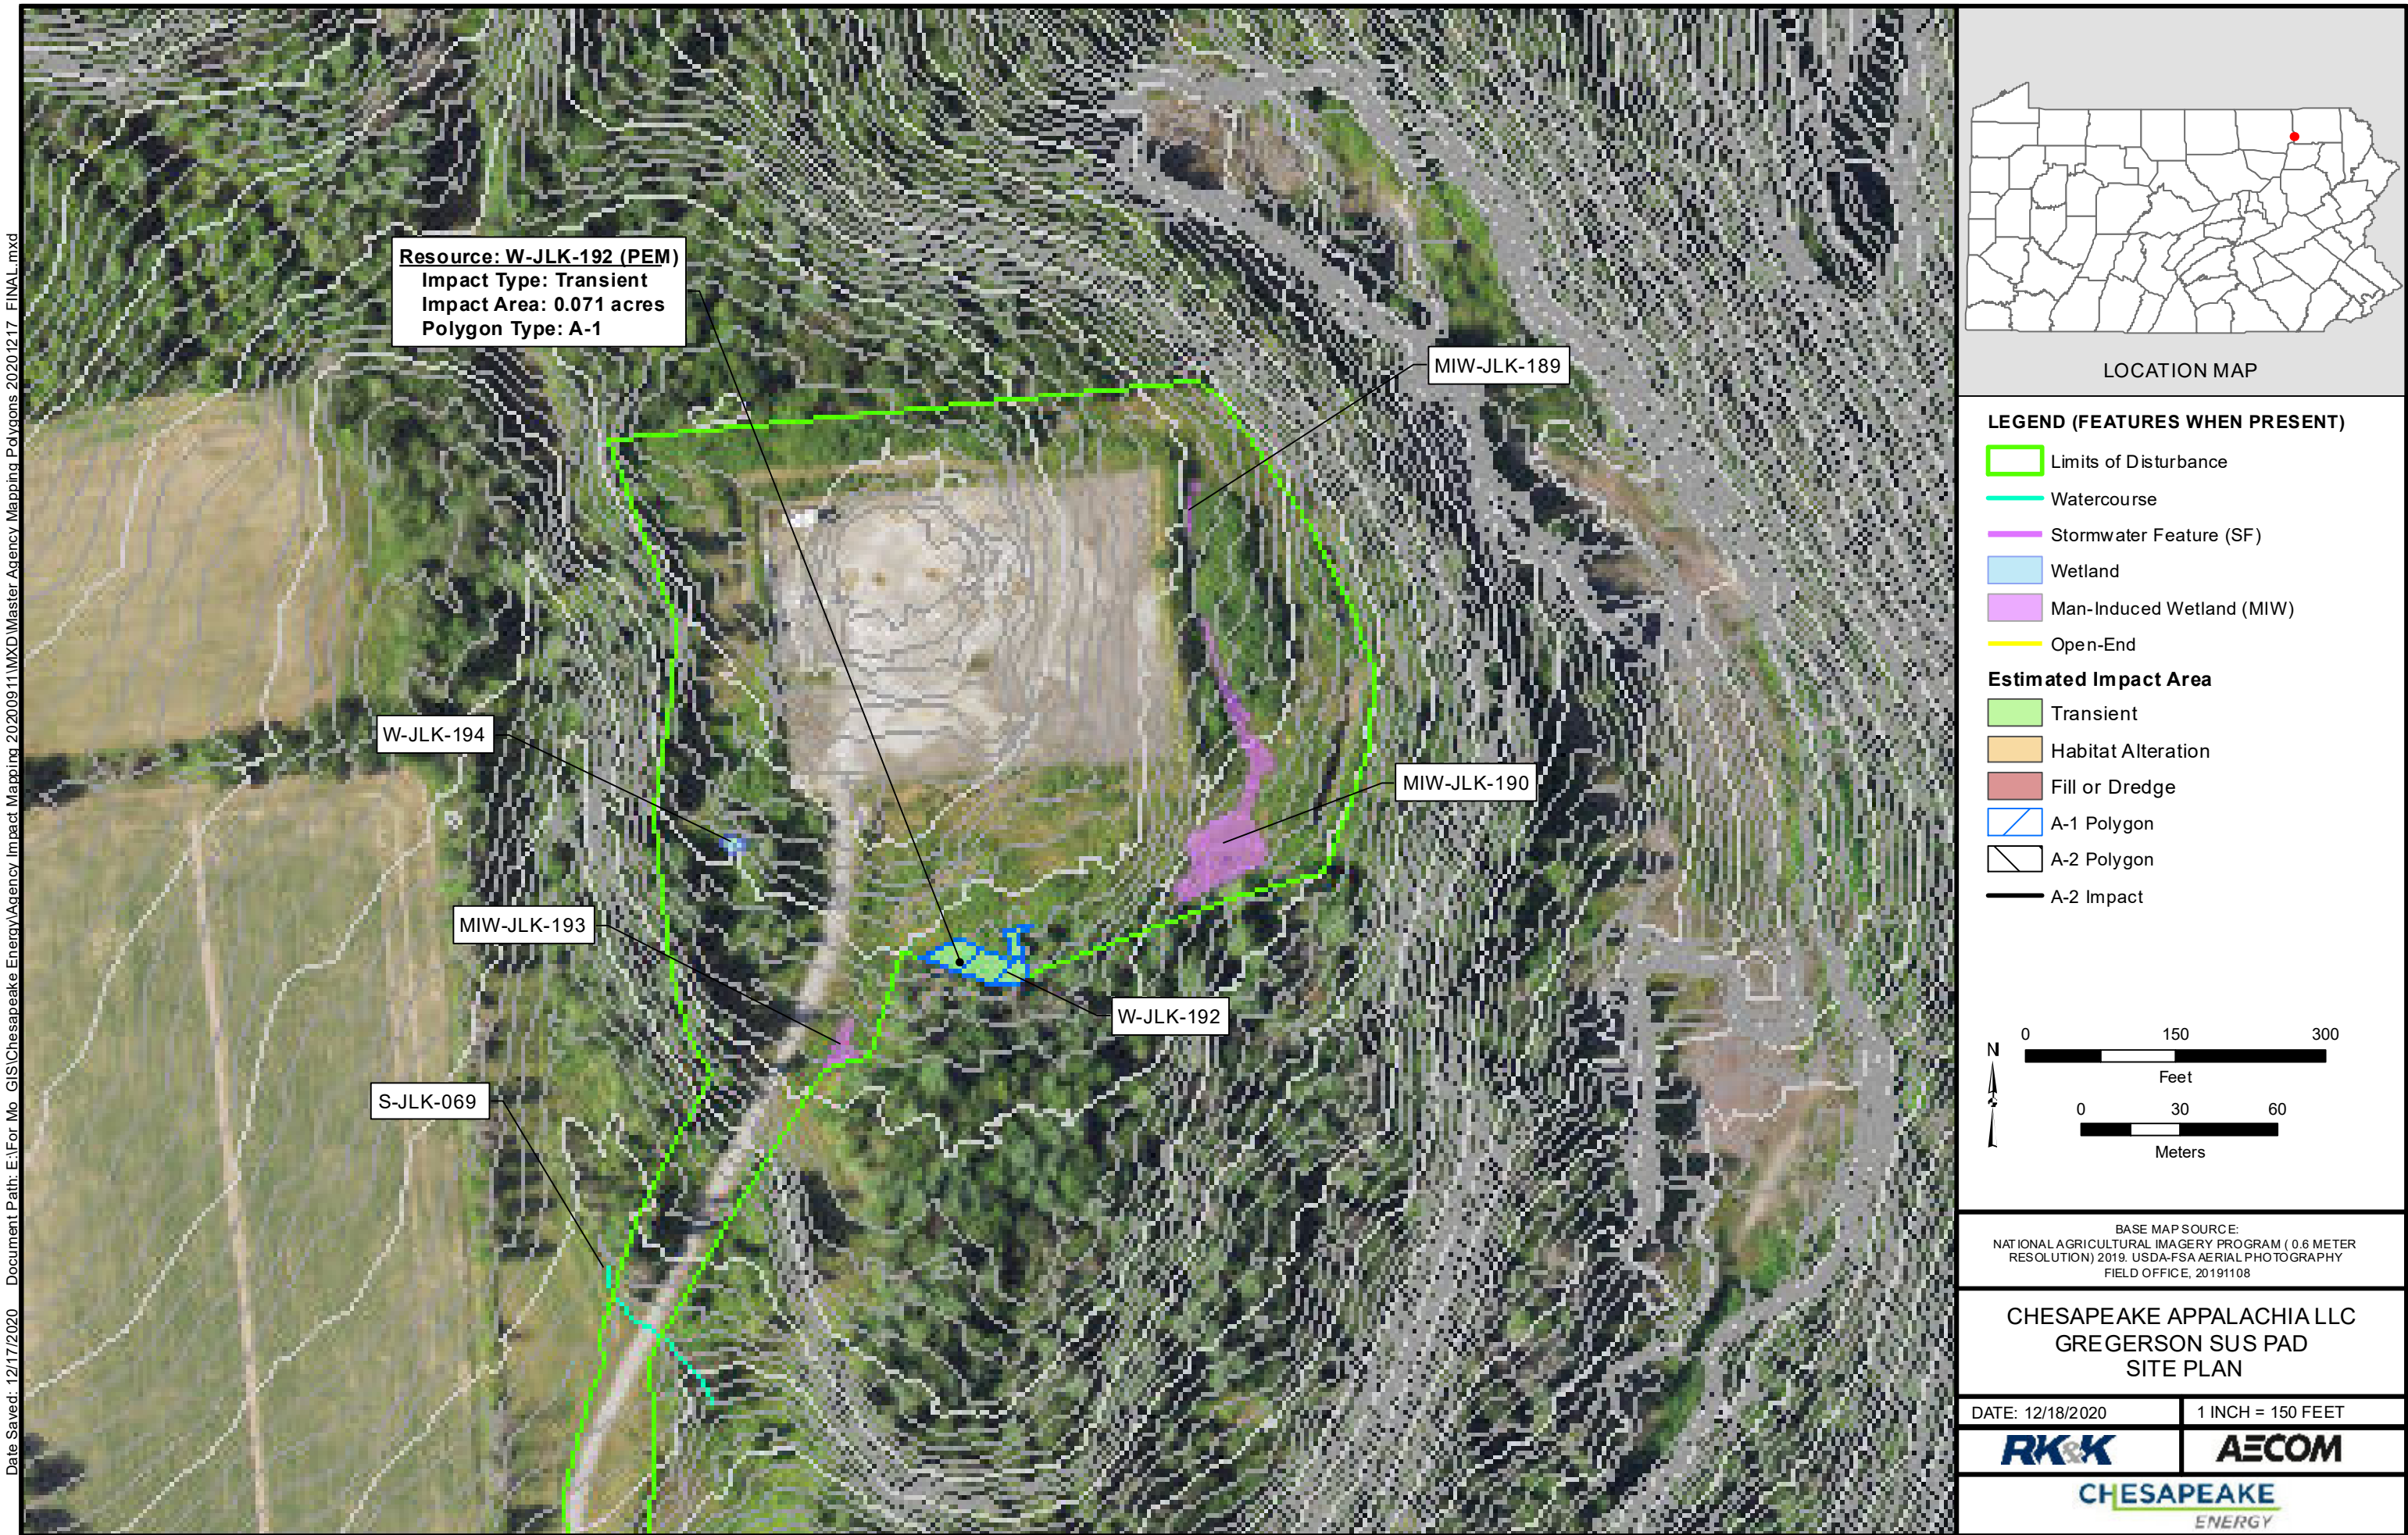 Resource: W-JLK-192 (PEM)
Impact Type: Transient
Impact Area: 0.071 acres
Polygon Type: A-1
MIW-JLK-189
W-JLK-194
MIW-JLK-190
MIW-JLK-193
W-JLK-192
S-JLK-069
Date Saved: 12/17/2020 Document Path: E:\For Mo GIS\Chesapeake Energy\Agency Impact Mapping 20200911\MXD\Master Agency Mapping Polygons 20201217 FINAL.mxd
LOCATION MAP
LEGEND (FEATURES WHEN PRESENT)
Limits of Disturbance
Watercourse
Stormwater Feature (SF)
Wetland
Man-Induced Wetland (MIW)
Open-End
Estimated Impact Area
Transient
Habitat Alteration
Fill or Dredge
A-1 Polygon
A-2 Polygon
A-2 Impact
N
0 150 300
Feet
0 30 60
Meters
BASE MAP SOURCE:
NATIONAL AGRICULTURAL IMAGERY PROGRAM ( 0.6 METER
RESOLUTION) 2019. USDA-FSA AERIAL PHOTOGRAPHY
FIELD OFFICE, 20191108
CHESAPEAKE APPALACHIA LLC
GREGERSON SUS PAD
SITE PLAN
DATE: 12/18/2020
1 INCH = 150 FEET
RK&K
AECOM
CHESAPEAKE
ENERGY